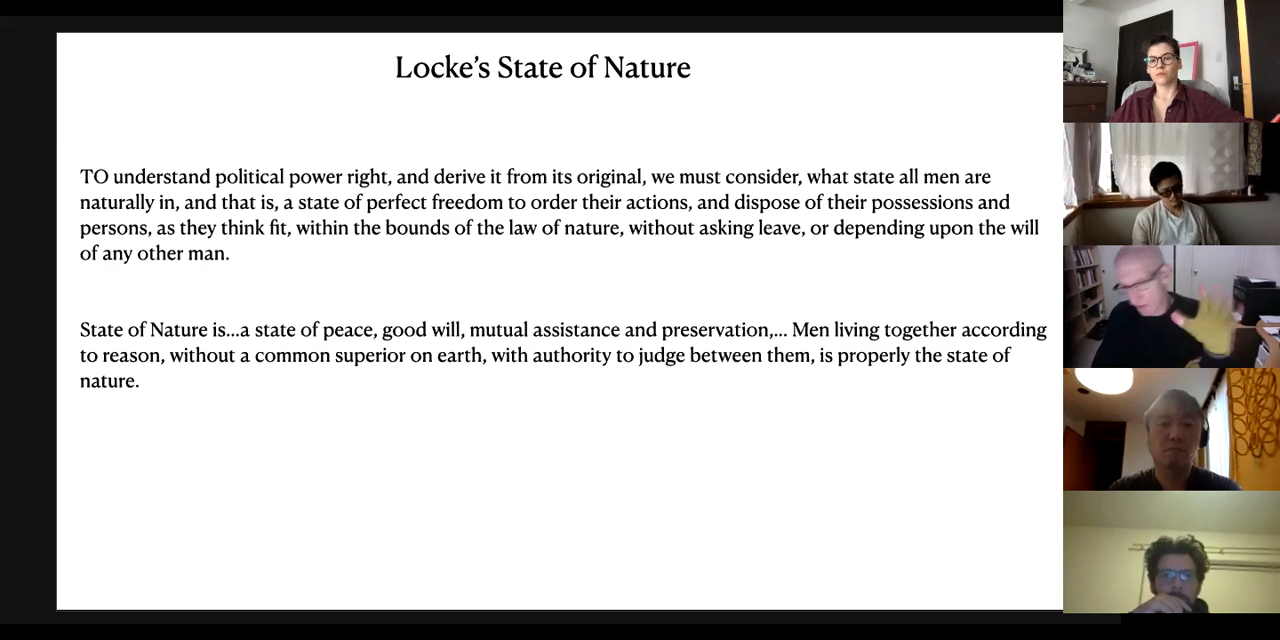 Locke’s State of Nature
TO understand political power right, and derive it from its original, we must consider, what state all men are
naturally in, and that is, a state of perfect freedom to order their actions, and dispose of their possessions and
persons, as they think fit, within the bounds of the law of nature, without asking leave, or depending upon the will
of any other man.
State of Nature is...a state of peace, good will, mutual assistance and preservation,... Men living together according
to reason, without a common superior on earth, with authority to judge between them, is properly the state of
nature.